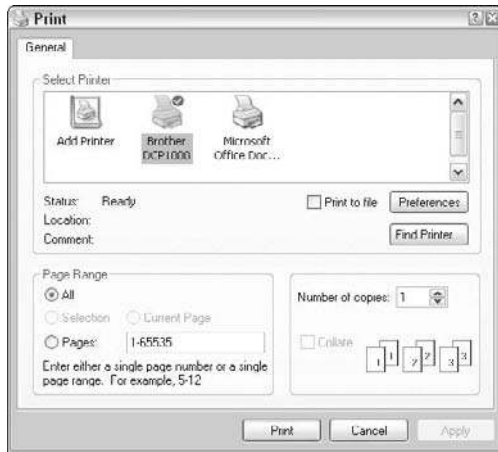 Print
General
Select Printer
Add Printer
Brother
DCP1000
Microsoft
Office Doc...
Status: Ready
Print to file
Preferences
Location:
Comment:
Find Printer...
Page Range
All
Selection
Current Page
Pages:
1-65535
Enter either a single page number or a single
page range. For example, 5-12
Number of copies: 1
Collate
1 1 2 2 3 3
Print
Cancel
Apply